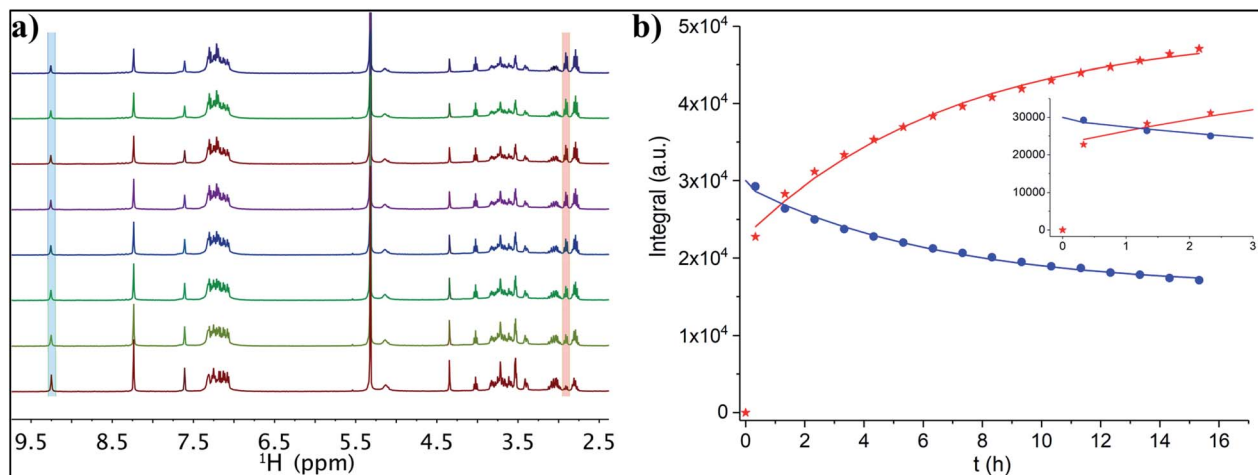 a)
9.5 8.5 7.5 6.5 5.5 4.5 3.5 2.5
¹H (ppm)
b)
5x10⁴
4x10⁴
3x10⁴
2x10⁴
1x10⁴
0
Integral (a.u.)
0 2 4 6 8 10 12 14 16
t (h)
30000
20000
10000
0
0 1 2 3